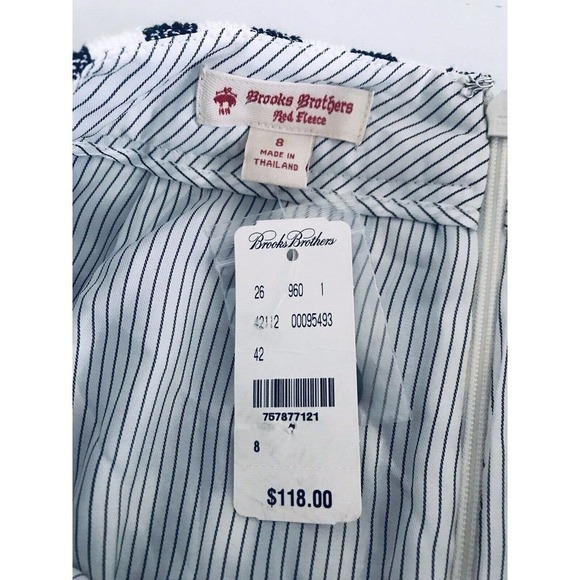 Brooks Brothers
Red Fleece
8
MADE IN
THAILAND
Brooks Brothers
26 960 1
42112 00095493
42
757877121
8
$118.00